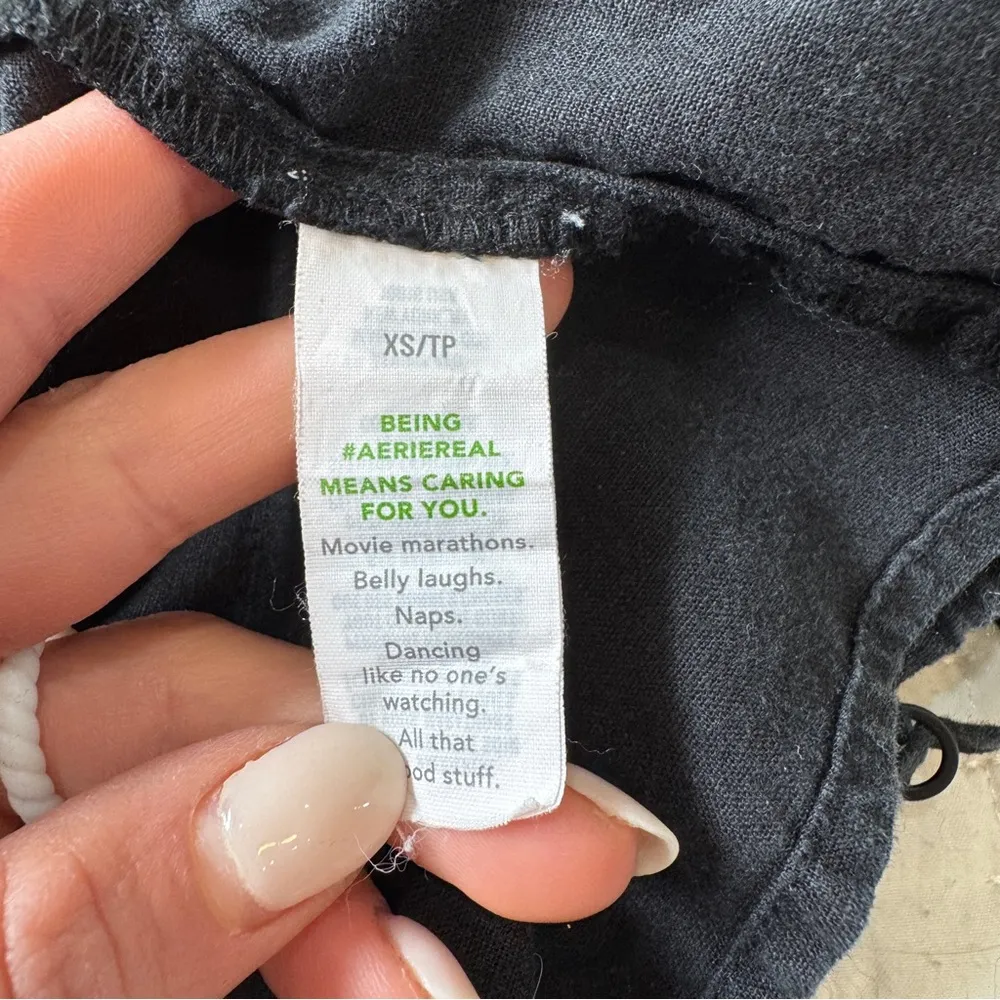 XS/TP
BEING
#AERIEREAL
MEANS CARING
FOR YOU.
Movie marathons.
Belly laughs.
Naps.
Dancing
like no one's
watching.
All that
stuff.